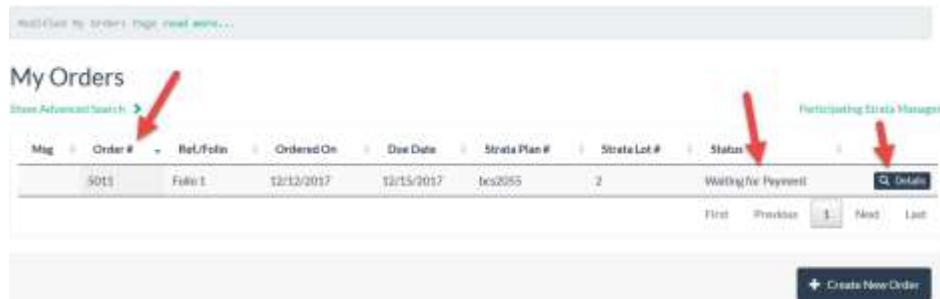 Modified My Orders Page read more...
My Orders
Show Advanced Search
Participating Strata Manager
Msg Order # Ref./Folio Ordered On Due Date Strata Plan # Strata Lot # Status
5011 Folio 1 12/12/2017 12/15/2017 bcs2055 2 Waiting for Payment Details
First Previous 1 Next Last
+ Create New Order